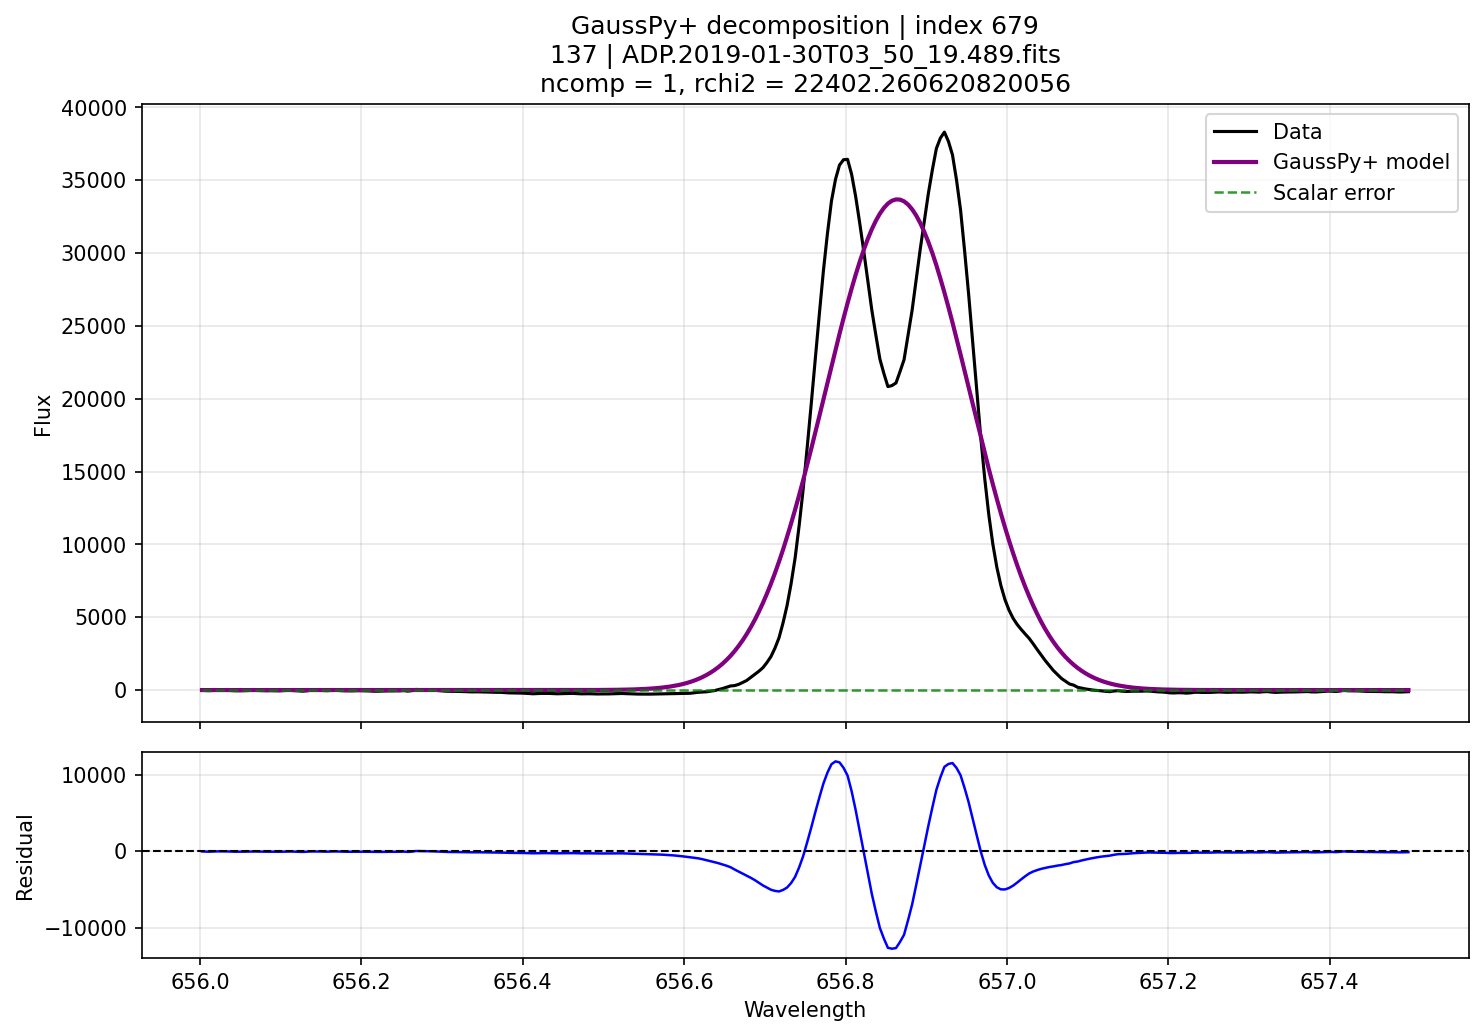 GaussPy+ decomposition | index 679
137 | ADP.2019-01-30T03_50_19.489.fits
ncomp = 1, rchi2 = 22402.260620820056
40000
35000
30000
25000
20000
15000
10000
5000
0
Flux
Data
GaussPy+ model
Scalar error
10000
0
−10000
Residual
656.0
656.2
656.4
656.6
656.8
657.0
657.2
657.4
Wavelength